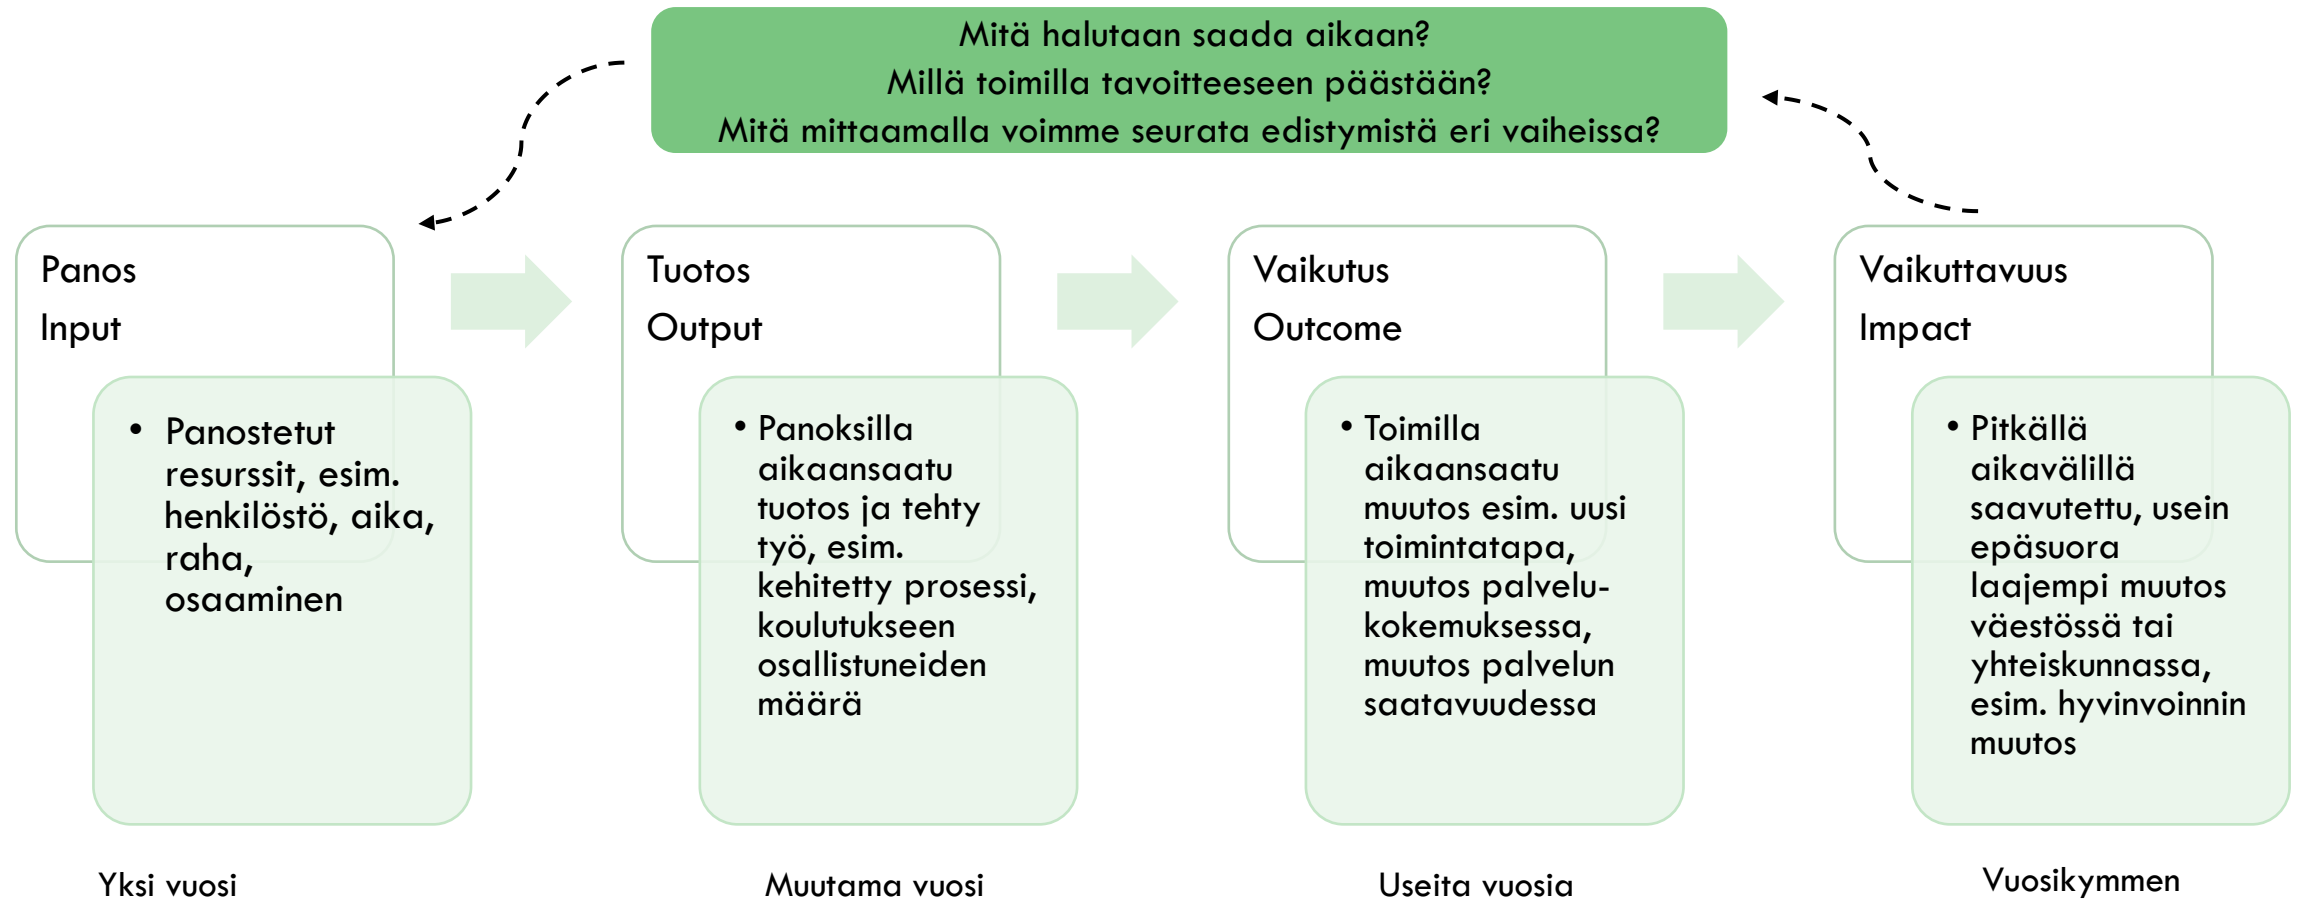 Mitä halutaan saada aikaan?
Millä toimilla tavoitteeseen päästään?
Mitä mittaamalla voimme seurata edistymistä eri vaiheissa?
Panos
Input
• Panostetut
resurssit, esim.
henkilöstö, aika,
raha,
osaaminen
Yksi vuosi
Tuotos
Output
• Panoksilla
aikaansaatu
tuotos ja tehty
työ, esim.
kehitetty prosessi,
koulutukseen
osallistuneiden
määrä
Muutama vuosi
Vaikutus
Outcome
• Toimilla
aikaansaatu
muutos esim. uusi
toimintatapa,
muutos palvelu-
kokemuksessa,
muutos palvelun
saatavuudessa
Useita vuosia
Vaikuttavuus
Impact
• Pitkällä
aikavälillä
saavutettu, usein
epäsuora
laajempi muutos
väestössä tai
yhteiskunnassa,
esim. hyvinvoinnin
muutos
Vuosikymmen